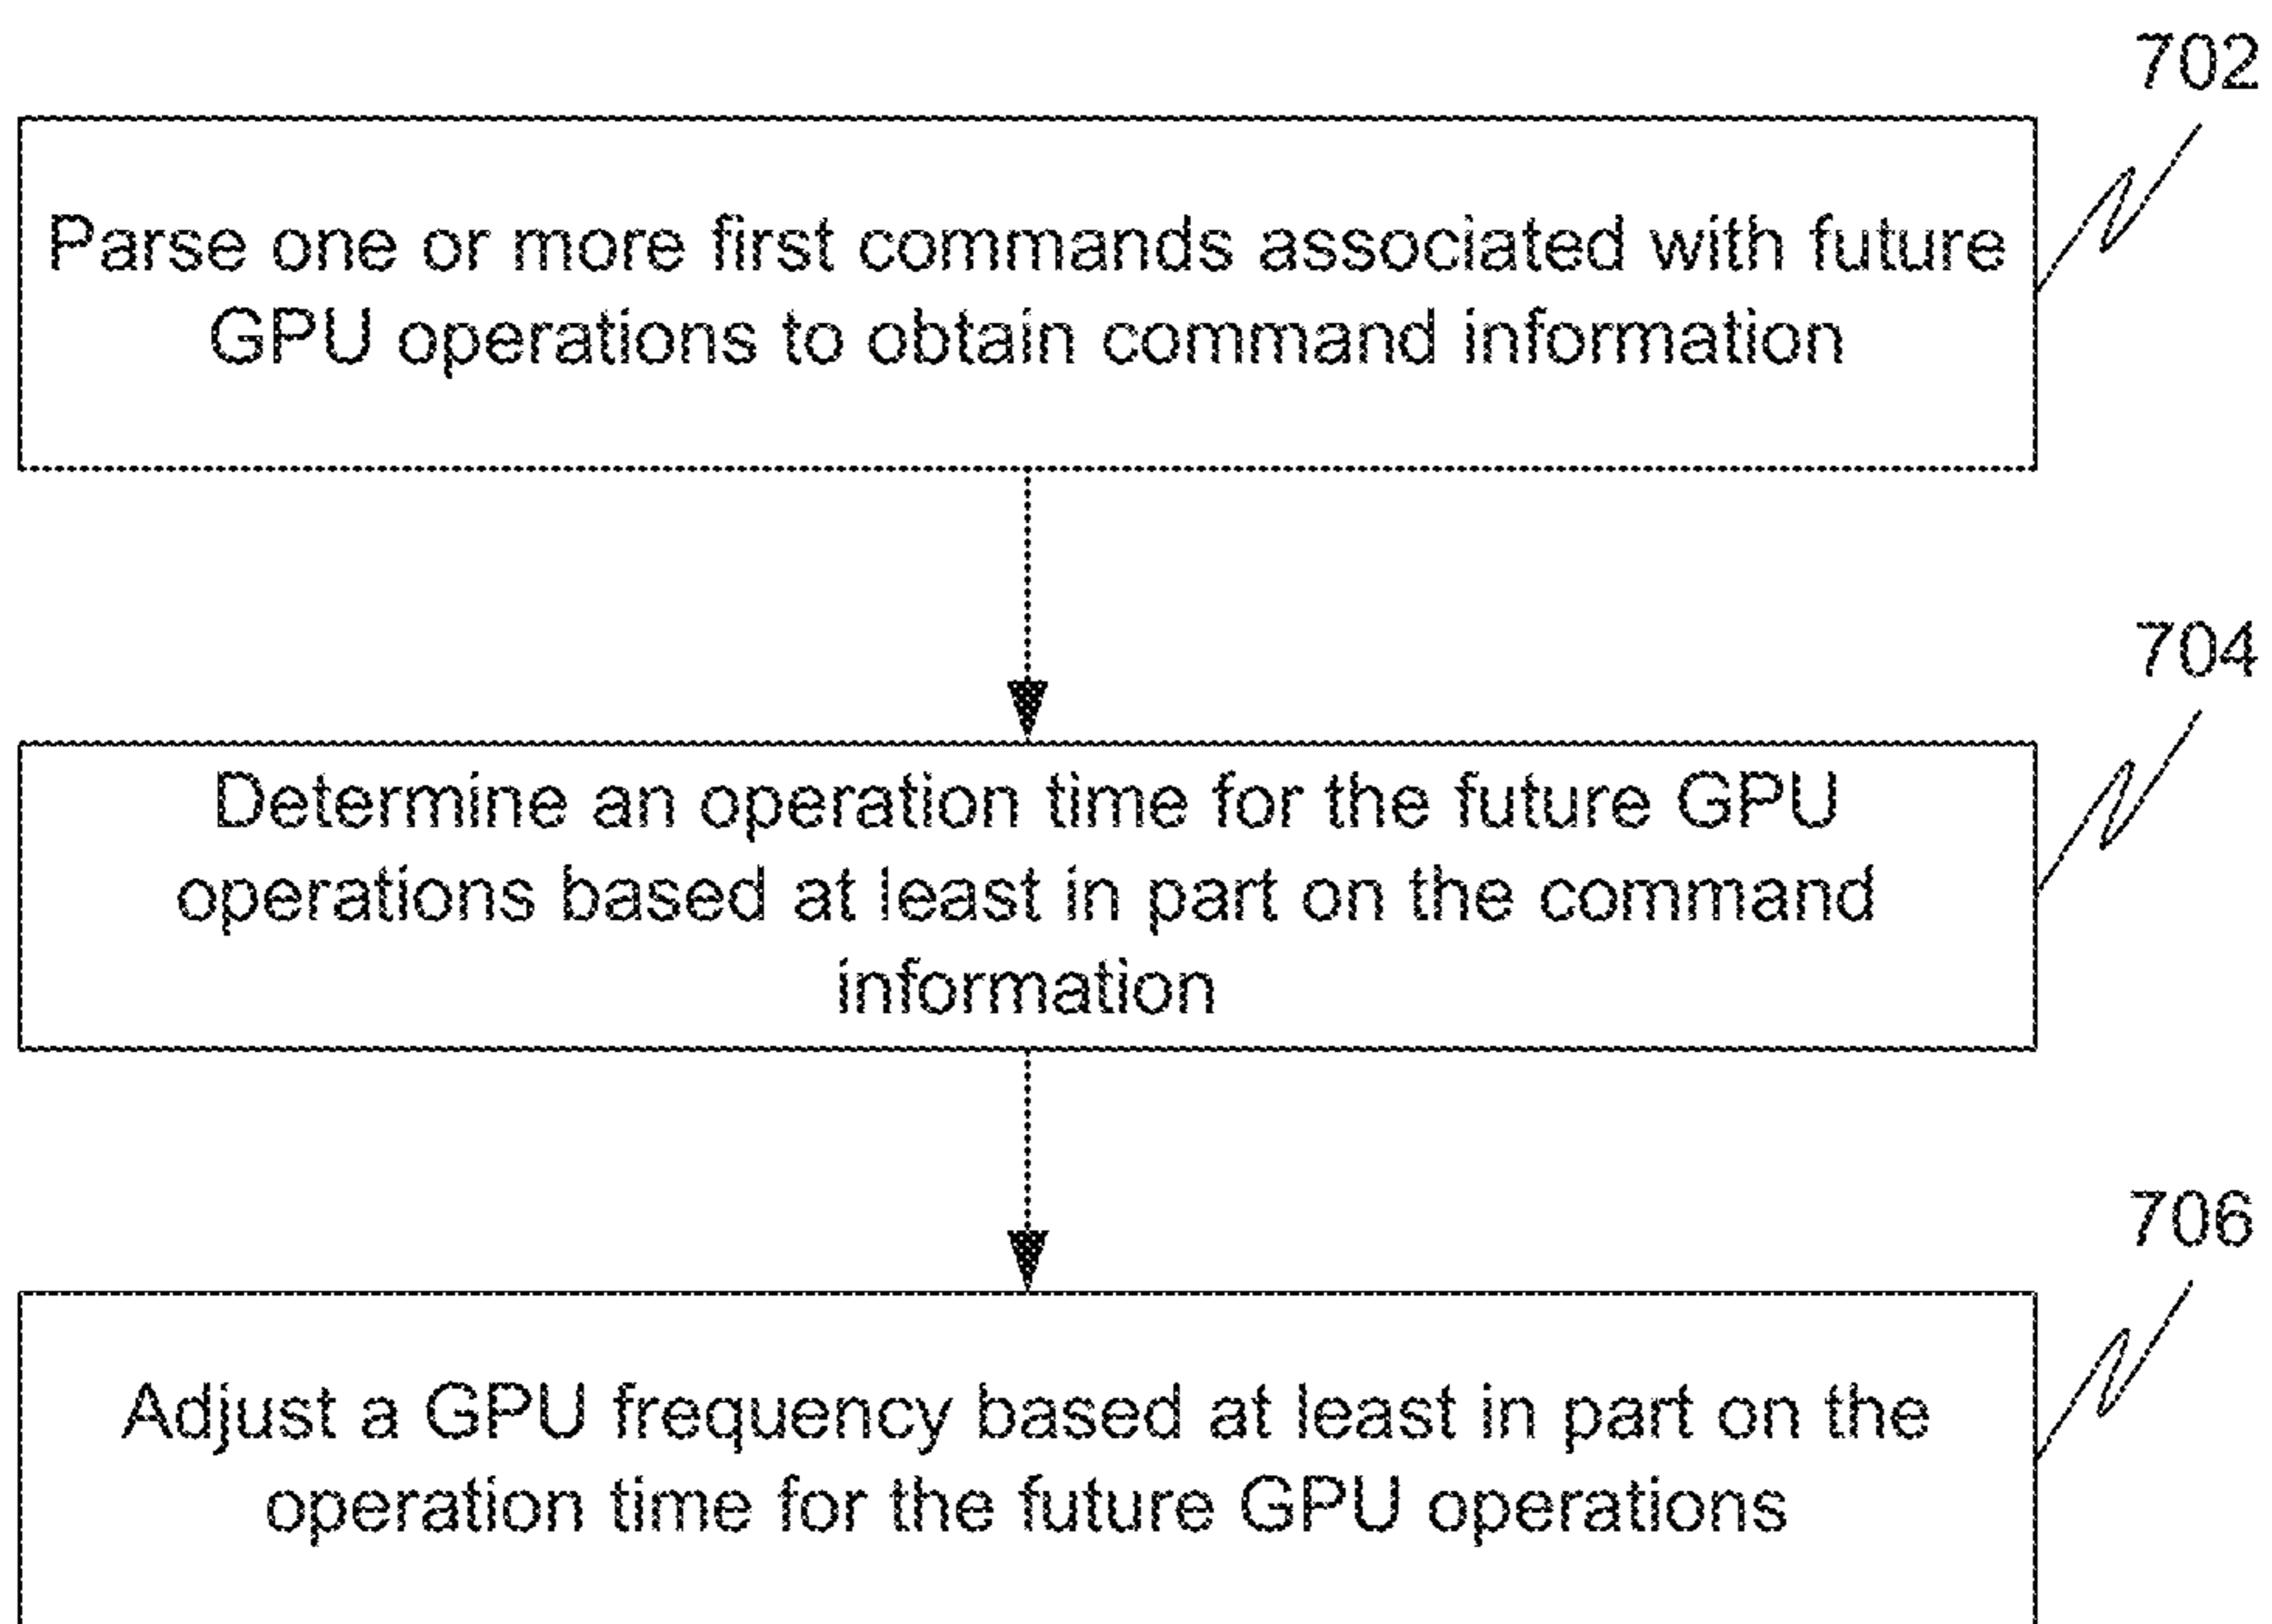 702
Parse one or more first commands associated with future
GPU operations to obtain command information
704
Determine an operation time for the future GPU
operations based at least in part on the command
information
706
Adjust a GPU frequency based at least in part on the
operation time for the future GPU operations